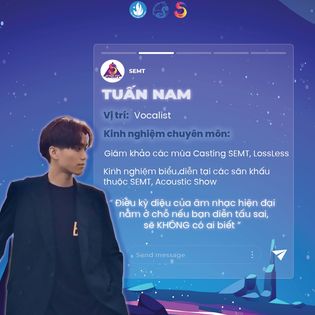 SEMT
TUẤN NAM
Vị trí: Vocalist
Kinh nghiệm chuyên môn:
Giám khảo các mùa Casting SEMT, LossLess
Kinh nghiệm biểu diễn tại các sân khấu
thuộc SEMT, Acoustic Show
“ Điều kỳ diệu của âm nhạc hiện đại
nằm ở chỗ nếu bạn diễn tấu sai,
sẽ KHÔNG có ai biết ”
Send message